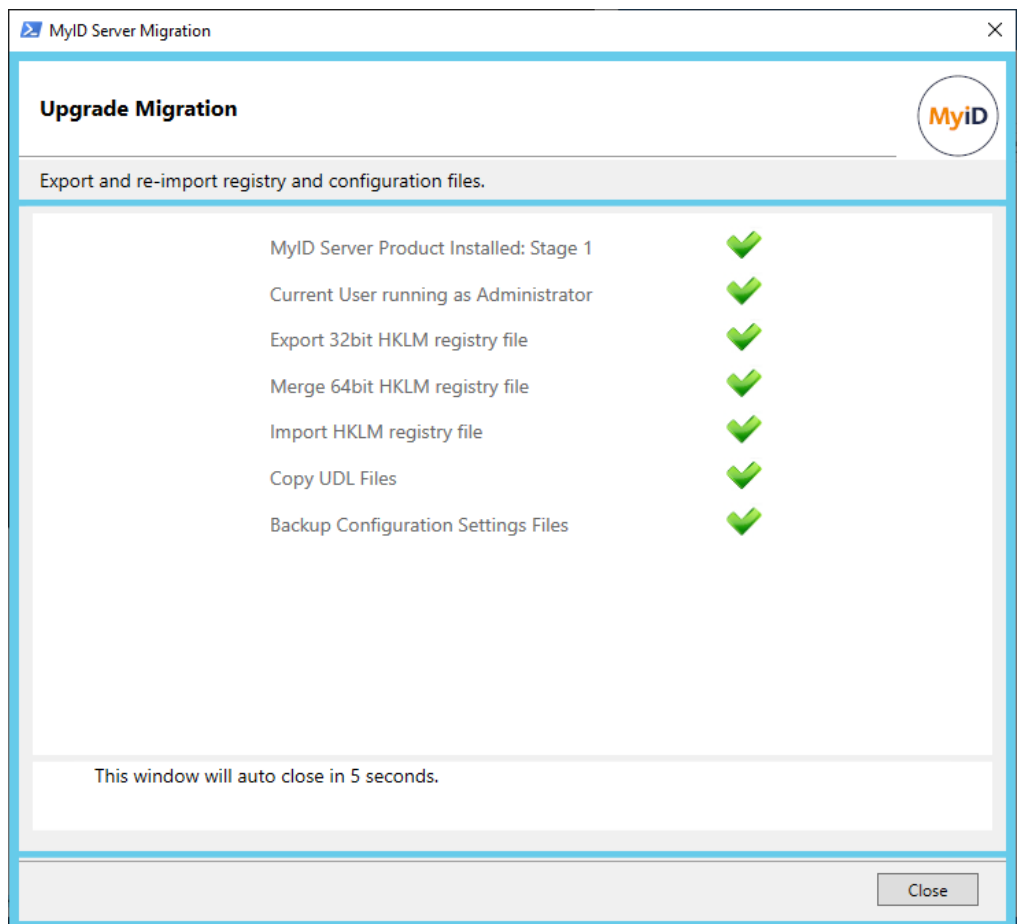 MyID Server Migration
Upgrade Migration
MyiD
Export and re-import registry and configuration files.
MyID Server Product Installed: Stage 1
Current User running as Administrator
Export 32bit HKLM registry file
Merge 64bit HKLM registry file
Import HKLM registry file
Copy UDL Files
Backup Configuration Settings Files
This window will auto close in 5 seconds.
Close